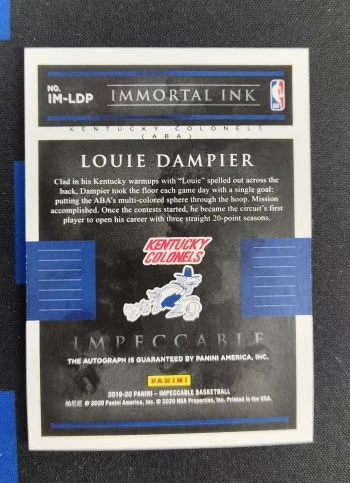 NO.
IM-LDP
IMMORTAL INK
NBA
KENTUCKY COLONELS
(ABA)
LOUIE DAMPIER
Clad in his Kentucky warmups with “Louie” spelled out across the
back, Dampier took the floor each game day with a single goal:
putting the ABA’s multi-colored sphere through the hoop. Mission
accomplished. Once the contests started, he became the circuit’s first
player to open his career with three straight 20-point seasons.
KENTUCKY
COLONELS
IMPECCABLE
THE AUTOGRAPH IS GUARANTEED BY PANINI AMERICA, INC.
PANINI
2019-20 PANINI – IMPECCABLE BASKETBALL
© 2020 Panini America, Inc. © 2020 NBA Properties, Inc. Printed in the USA.